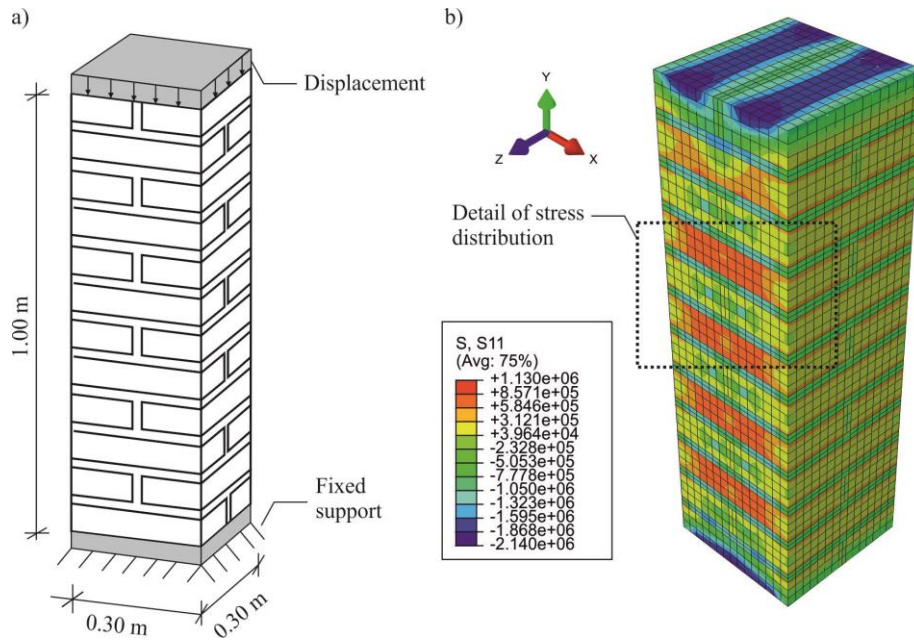 a)
Displacement
1.00 m
Fixed
support
0.30 m
0.30 m
b)
Y
Z
X
Detail of stress
distribution
S, S11
(Avg: 75%)
+1.130e+06
+8.571e+05
+5.846e+05
+3.121e+05
+3.964e+04
-2.328e+05
-5.053e+05
-7.778e+05
-1.050e+06
-1.323e+06
-1.595e+06
-1.868e+06
-2.140e+06